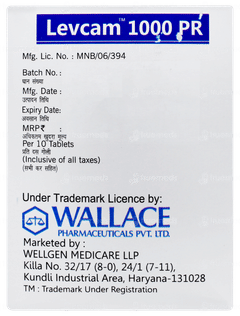 Levcam™ 1000 PR
Mfg. Lic. No. : MNB/06/394
Batch No. :
बैच संख्या
Mfg. Date :
उत्पादन तिथि
Expiry Date:
अवसान तिथि
MRP₹ :
अधिकतम खुदरा मूल्य
Per 10 Tablets
प्रति दस गोली
(Inclusive of all taxes)
(सभी कर सहित)
Under Trademark Licence by:
WALLACE
PHARMACEUTICALS PVT. LTD.
Marketed by :
WELLGEN MEDICARE LLP
Killa No. 32/17 (8-0), 24/1 (7-11),
Kundli Industrial Area, Haryana-131028
TM : Trademark Under Registration